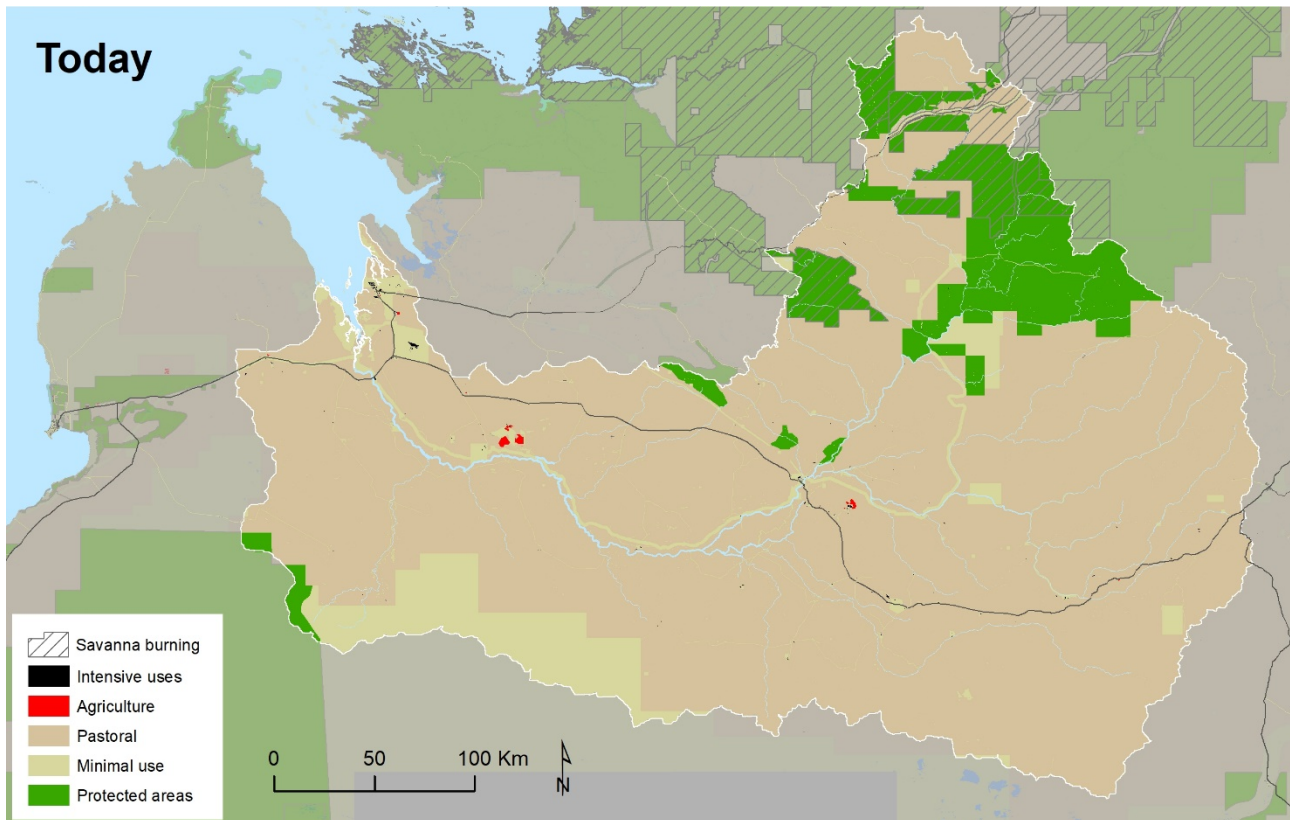 Today
Savanna burning
Intensive uses
Agriculture
Pastoral
Minimal use
Protected areas
0 50 100 Km
N